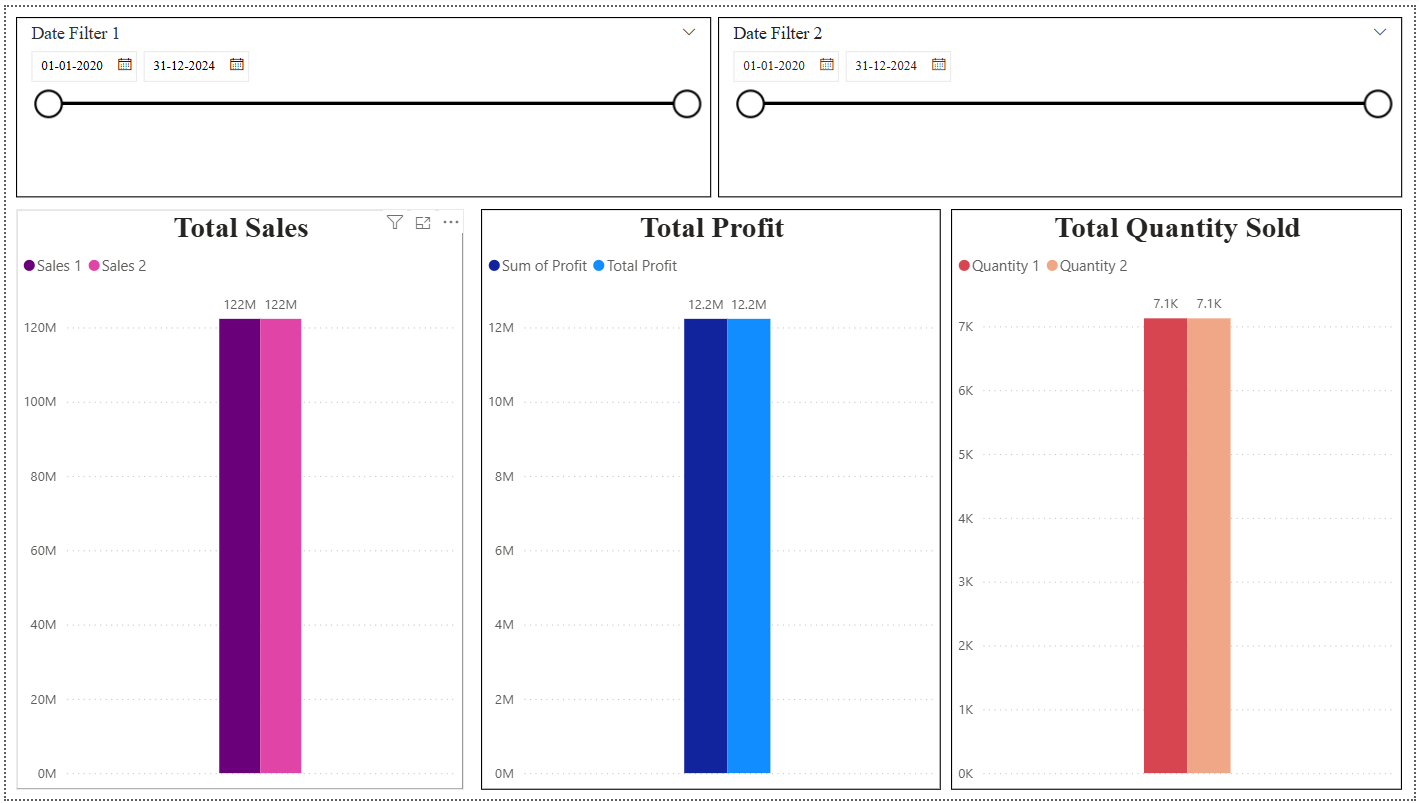 Date Filter 1
01-01-2020 31-12-2024
Date Filter 2
01-01-2020 31-12-2024
Total Sales
Sales 1 Sales 2
122M 122M
120M
100M
80M
60M
40M
20M
0M
Total Profit
Sum of Profit Total Profit
12.2M 12.2M
12M
10M
8M
6M
4M
2M
0M
Total Quantity Sold
Quantity 1 Quantity 2
7.1K 7.1K
7K
6K
5K
4K
3K
2K
1K
0K